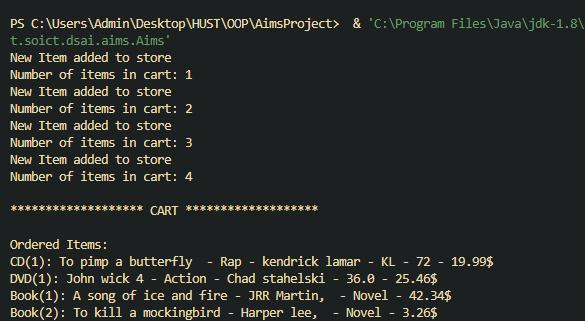 PS C:\Users\Admin\Desktop\HUST\OOP\AimsProject>  & 'C:\Program Files\Java\jdk-1.8\
t.soict.dsai.aims.Aims'
New Item added to store
Number of items in cart: 1
New Item added to store
Number of items in cart: 2
New Item added to store
Number of items in cart: 3
New Item added to store
Number of items in cart: 4
******************* CART *******************
Ordered Items:
CD(1): To pimp a butterfly  - Rap - kendrick lamar - KL - 72 - 19.99$
DVD(1): John wick 4 - Action - Chad stahelski - 36.0 - 25.46$
Book(1): A song of ice and fire - JRR Martin,  - Novel - 42.34$
Book(2): To kill a mockingbird - Harper lee,  - Novel - 3.26$